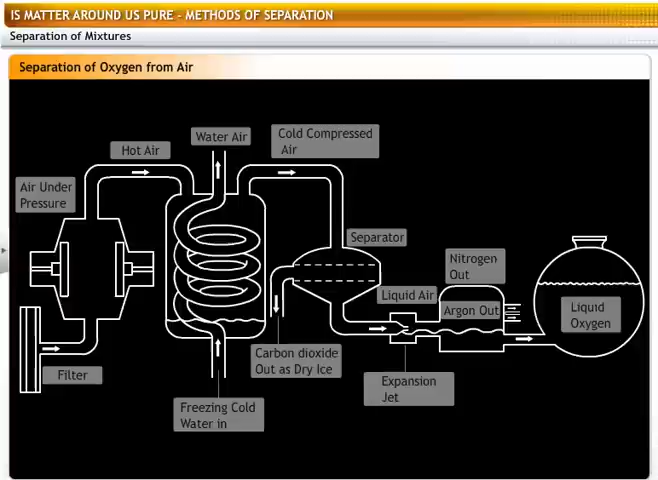 IS MATTER AROUND US PURE - METHODS OF SEPARATION
Separation of Mixtures
Separation of Oxygen from Air
Water Air
Cold Compressed
Air
Hot Air
Air Under
Pressure
Separator
Nitrogen
Out
Liquid Air
Argon Out
Liquid
Oxygen
Carbon dioxide
Out as Dry Ice
Filter
Expansion
Jet
Freezing Cold
Water in